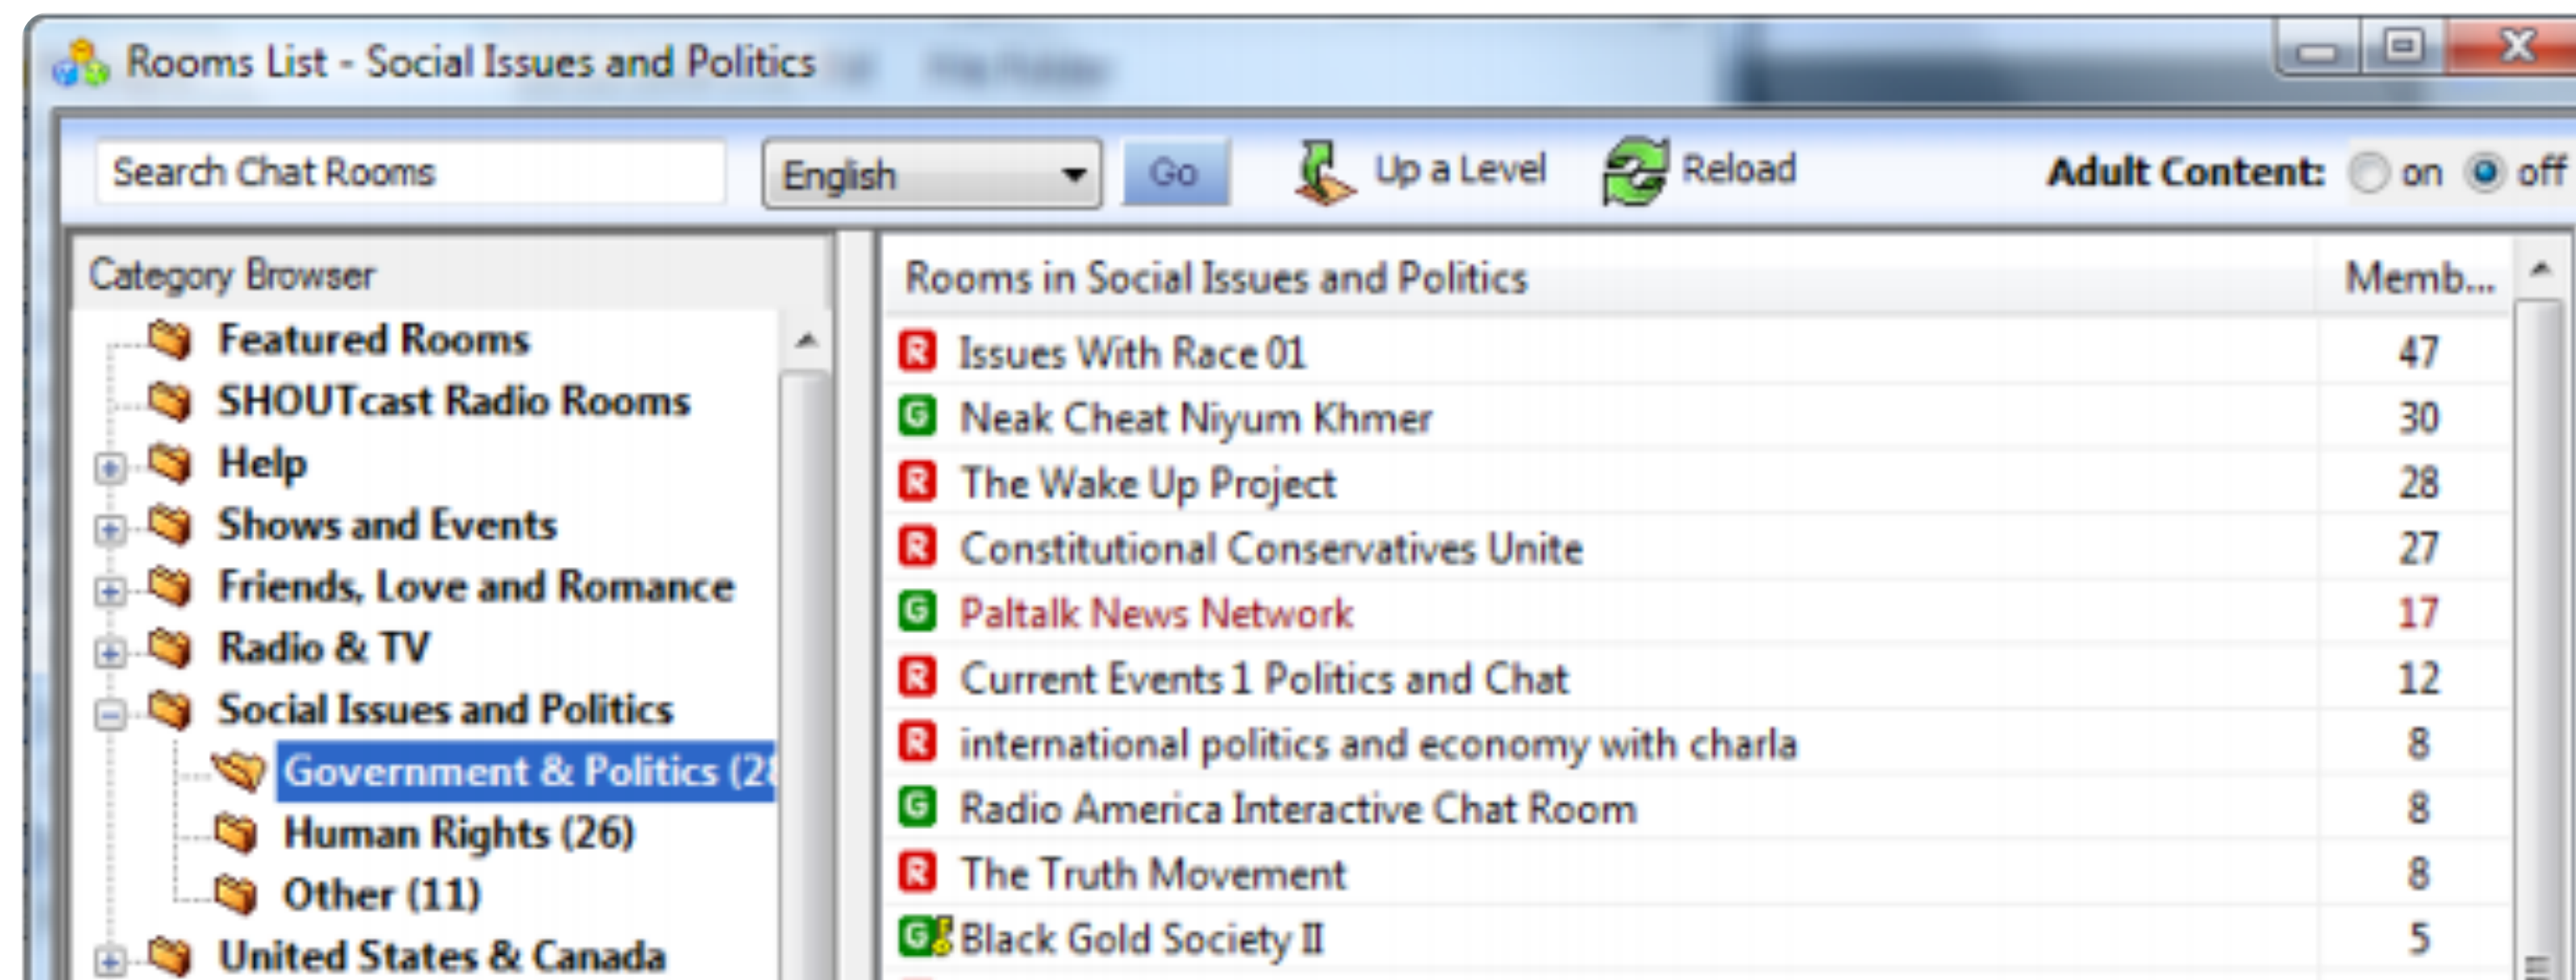 Rooms List - Social Issues and Politics
Search Chat Rooms English Go Up a Level Reload Adult Content: on off
Category Browser
Featured Rooms
SHOUTcast Radio Rooms
Help
Shows and Events
Friends, Love and Romance
Radio & TV
Social Issues and Politics
Government & Politics (28
Human Rights (26)
Other (11)
United States & Canada
Rooms in Social Issues and Politics Memb...
R Issues With Race 01 47
G Neak Cheat Niyum Khmer 30
R The Wake Up Project 28
R Constitutional Conservatives Unite 27
G Paltalk News Network 17
R Current Events 1 Politics and Chat 12
R international politics and economy with charla 8
G Radio America Interactive Chat Room 8
R The Truth Movement 8
G Black Gold Society II 5